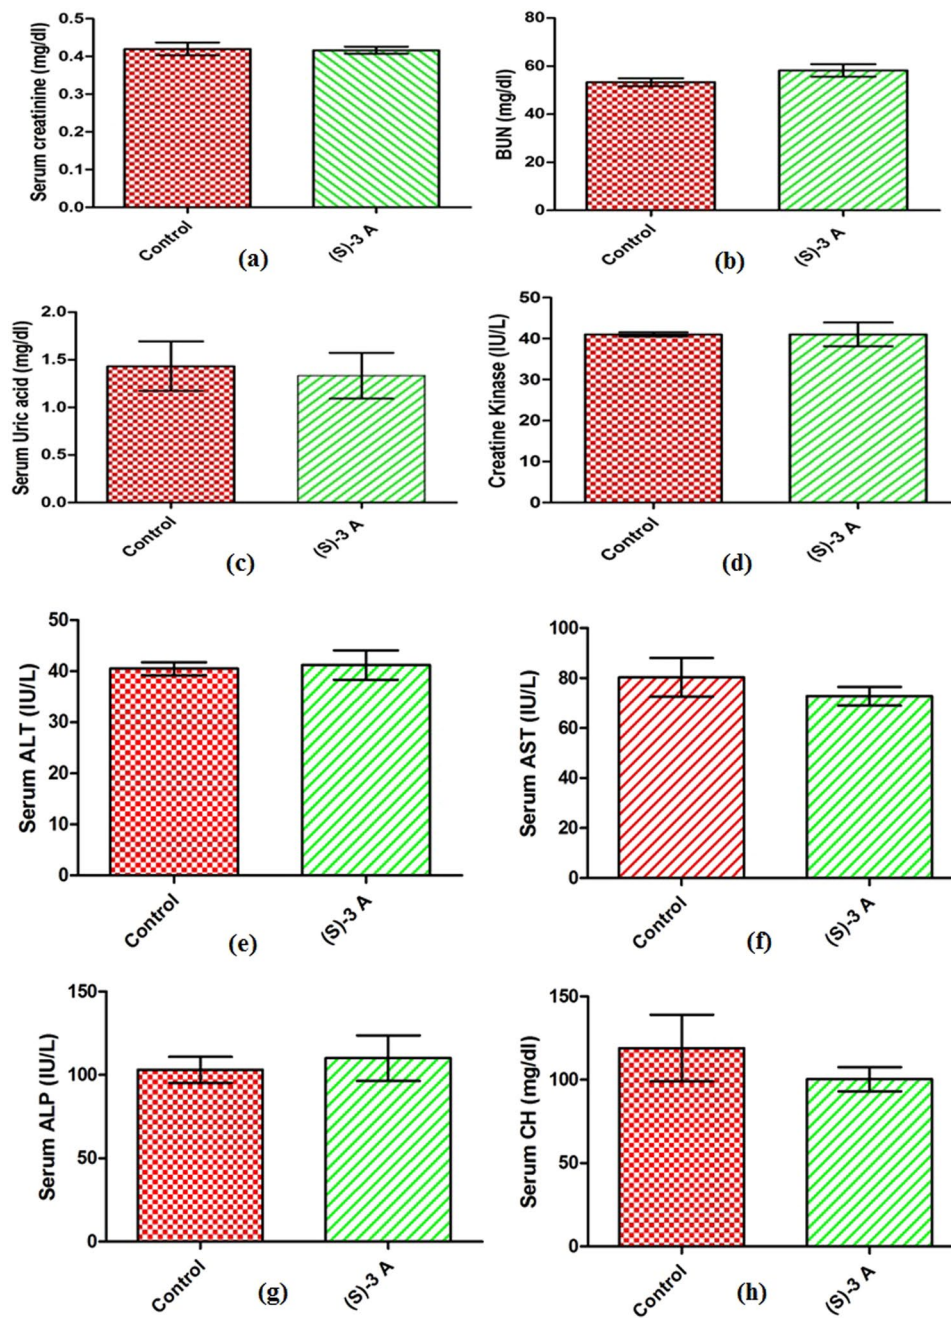 Serum creatinine (mg/dl)
0.5
0.4
0.3
0.2
0.1
0.0
Control
(S)-3 A
(a)
BUN (mg/dl)
80
60
40
20
0
Control
(S)-3 A
(b)
Serum Uric acid (mg/dl)
2.0
1.5
1.0
0.5
0.0
Control
(S)-3 A
(c)
Creatine Kinase (IU/L)
50
40
30
20
10
0
Control
(S)-3 A
(d)
Serum ALT (IU/L)
50
40
30
20
10
0
Control
(S)-3 A
(e)
Serum AST (IU/L)
100
80
60
40
20
0
Control
(S)-3 A
(f)
Serum ALP (IU/L)
150
100
50
0
Control
(S)-3 A
(g)
Serum CH (mg/dl)
150
100
50
0
Control
(S)-3 A
(h)